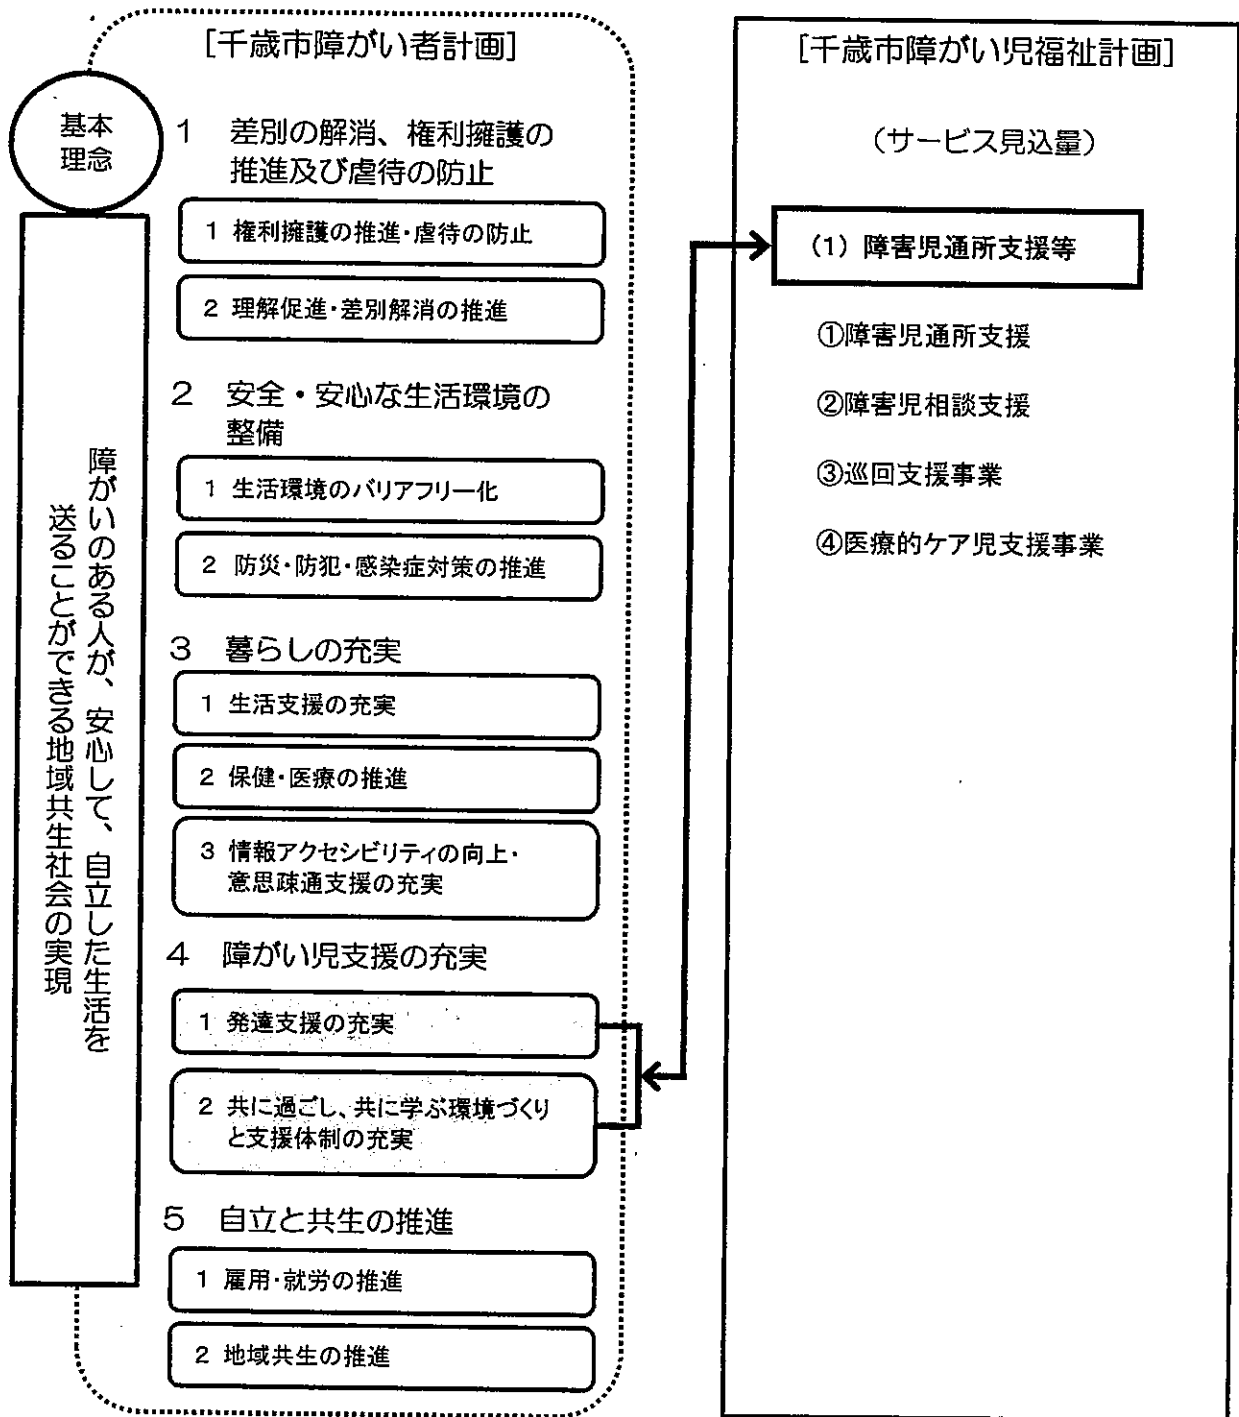 [千歳市障がい者計画]
基本
理念
障がいのある人が、安心して、自立した生活を
送ることができる地域共生社会の実現
1 差別の解消、権利擁護の
推進及び虐待の防止
1 権利擁護の推進・虐待の防止
2 理解促進・差別解消の推進
2 安全・安心な生活環境の
整備
1 生活環境のバリアフリー化
2 防災・防犯・感染症対策の推進
3 暮らしの充実
1 生活支援の充実
2 保健・医療の推進
3 情報アクセシビリティの向上・
意思疎通支援の充実
4 障がい児支援の充実
1 発達支援の充実
2 共に過ごし、共に学ぶ環境づくり
と支援体制の充実
5 自立と共生の推進
1 雇用・就労の推進
2 地域共生の推進
[千歳市障がい児福祉計画]
（サービス見込量）
（1）障害児通所支援等
①障害児通所支援
②障害児相談支援
③巡回支援事業
④医療的ケア児支援事業